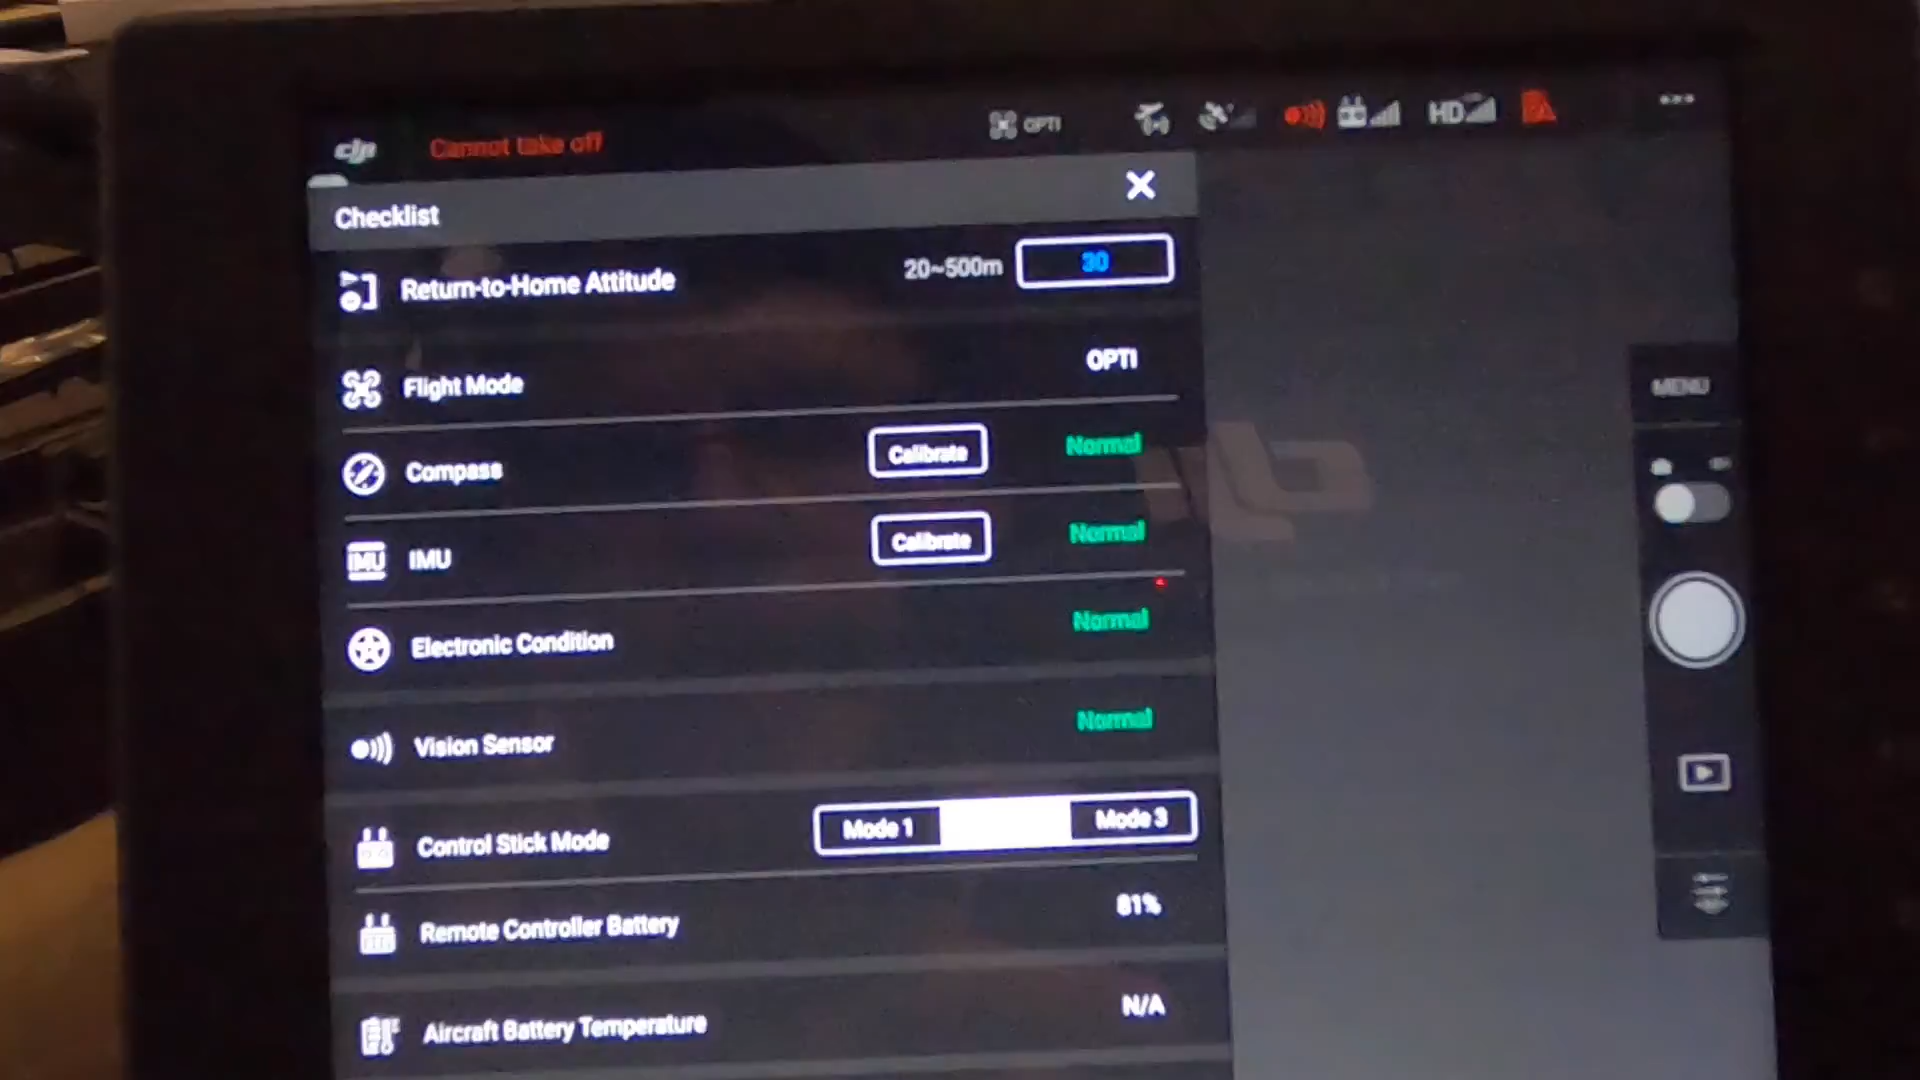 dji Cannot take off OPTI HD
Checklist
Return-to-Home Attitude 20~500m 30
Flight Mode OPTI
Compass Calibrate Normal
IMU IMU Calibrate Normal
Electronic Condition Normal
Vision Sensor Normal
Control Stick Mode Mode 1 Mode 3
Remote Controller Battery 81%
Aircraft Battery Temperature N/A
MENU